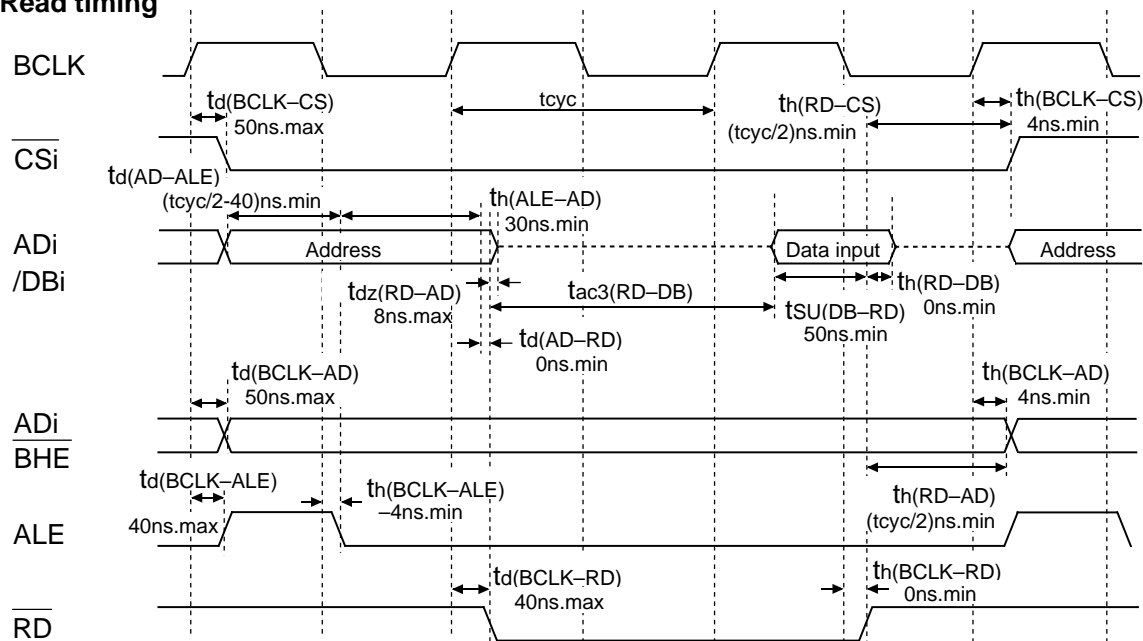 Read timing
BCLK
td(BCLK–CS)
50ns.max
tcyc
th(RD–CS)
(tcyc/2)ns.min
th(BCLK–CS)
4ns.min
CSi
td(AD–ALE)
(tcyc/2-40)ns.min
th(ALE–AD)
30ns.min
ADi
/DBi
Address
Data input
Address
tdz(RD–AD)
8ns.max
tac3(RD–DB)
tSU(DB–RD)
50ns.min
th(RD–DB)
0ns.min
td(AD–RD)
0ns.min
td(BCLK–AD)
50ns.max
th(BCLK–AD)
4ns.min
ADi
BHE
td(BCLK–ALE)
40ns.max
th(BCLK–ALE)
–4ns.min
th(RD–AD)
(tcyc/2)ns.min
ALE
td(BCLK–RD)
40ns.max
th(BCLK–RD)
0ns.min
RD